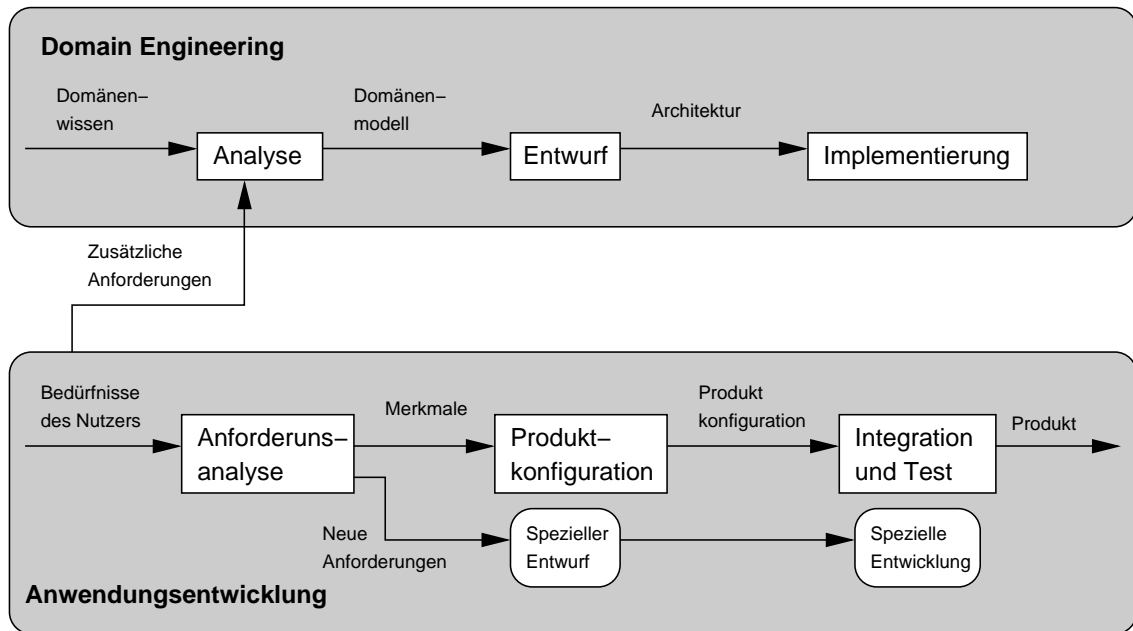 Domain Engineering
Domänen–
wissen
Domänen–
modell
Architektur
Analyse
Entwurf
Implementierung
Zusätzliche
Anforderungen
Bedürfnisse
des Nutzers
Merkmale
Produkt
konfiguration
Produkt
Anforderuns–
analyse
Produkt–
konfiguration
Integration
und Test
Neue
Anforderungen
Spezieller
Entwurf
Spezielle
Entwicklung
Anwendungsentwicklung